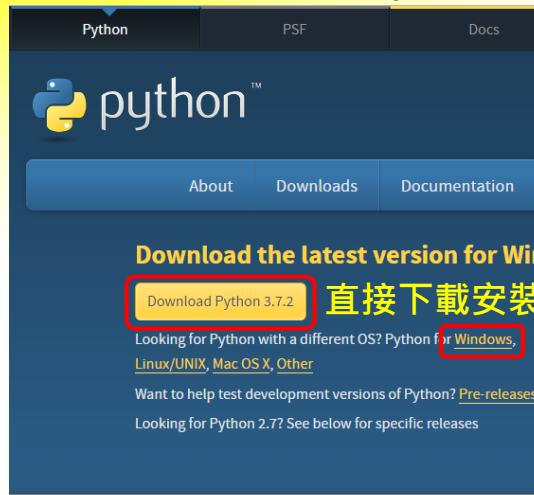 Python PSF Docs
python™
About Downloads Documentation
Download the latest version for Wi
Download Python 3.7.2 直接下載安裝
Looking for Python with a different OS? Python for Windows,
Linux/UNIX, Mac OS X, Other
Want to help test development versions of Python? Pre-releases
Looking for Python 2.7? See below for specific releases